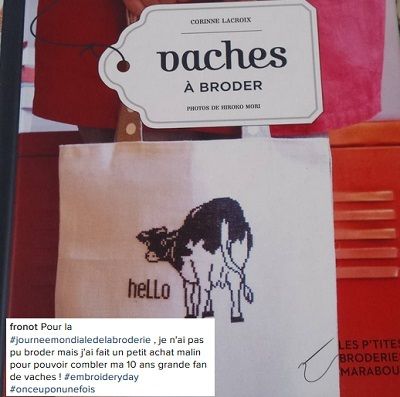 CORINNE LACROIX
vaches
À BRODER
PHOTOS DE HIROKO MORI
heLLo
LES P'TITES
BRODERIES
MARABOUT
fronot Pour la
#journeemondialedelabroderie , je n'ai pas
pu broder mais j'ai fait un petit achat malin
pour pouvoir combler ma 10 ans grande fan
de vaches ! #embroideryday
#onceuponunefois